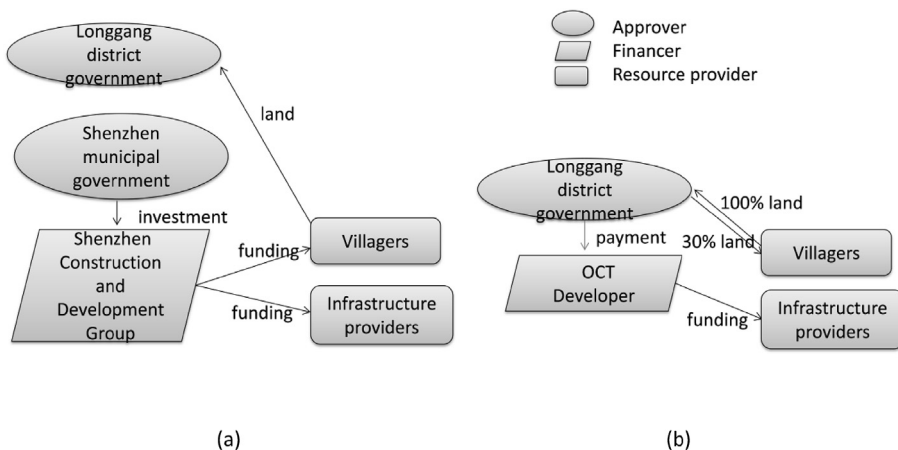 Longgang
district
government
land
Shenzhen
municipal
government
investment
Shenzhen
Construction
and
Development
Group
funding
Villagers
funding
Infrastructure
providers
(a)
Approver
Financer
Resource provider
Longgang
district
government
100% land
30% land
payment
Villagers
OCT
Developer
funding
Infrastructure
providers
(b)